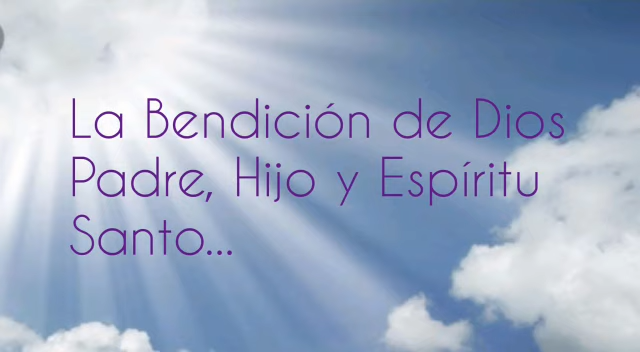 La Bendición de Dios
Padre, Hijo y Espíritu
Santo...